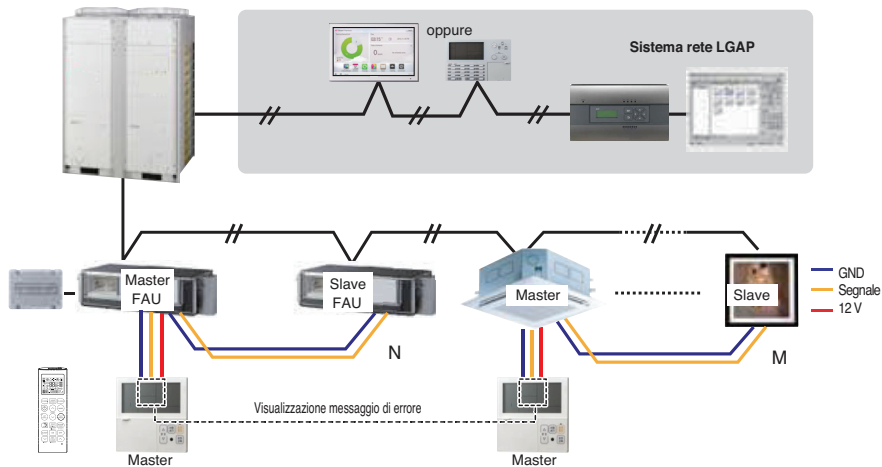 oppure
Sistema rete LGAP
Master
FAU
Slave
FAU
Master
Slave
GND
Segnale
12 V
N
M
Visualizzazione messaggio di errore
Master
Master